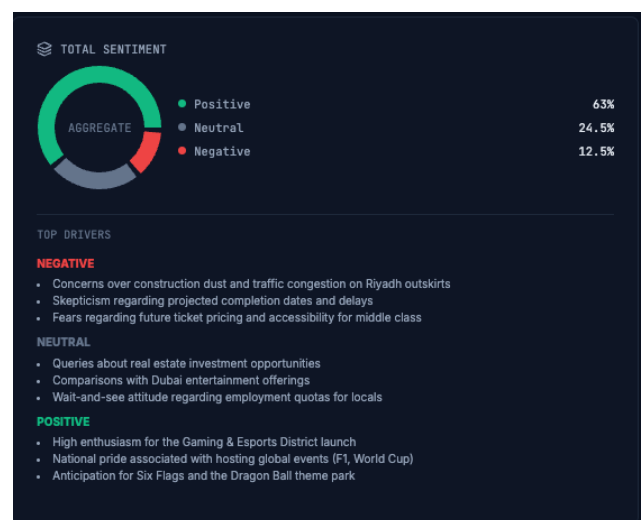 TOTAL SENTIMENT
AGGREGATE
Positive 63%
Neutral 24.5%
Negative 12.5%
TOP DRIVERS
NEGATIVE
• Concerns over construction dust and traffic congestion on Riyadh outskirts
• Skepticism regarding projected completion dates and delays
• Fears regarding future ticket pricing and accessibility for middle class
NEUTRAL
• Queries about real estate investment opportunities
• Comparisons with Dubai entertainment offerings
• Wait-and-see attitude regarding employment quotas for locals
POSITIVE
• High enthusiasm for the Gaming & Esports District launch
• National pride associated with hosting global events (F1, World Cup)
• Anticipation for Six Flags and the Dragon Ball theme park